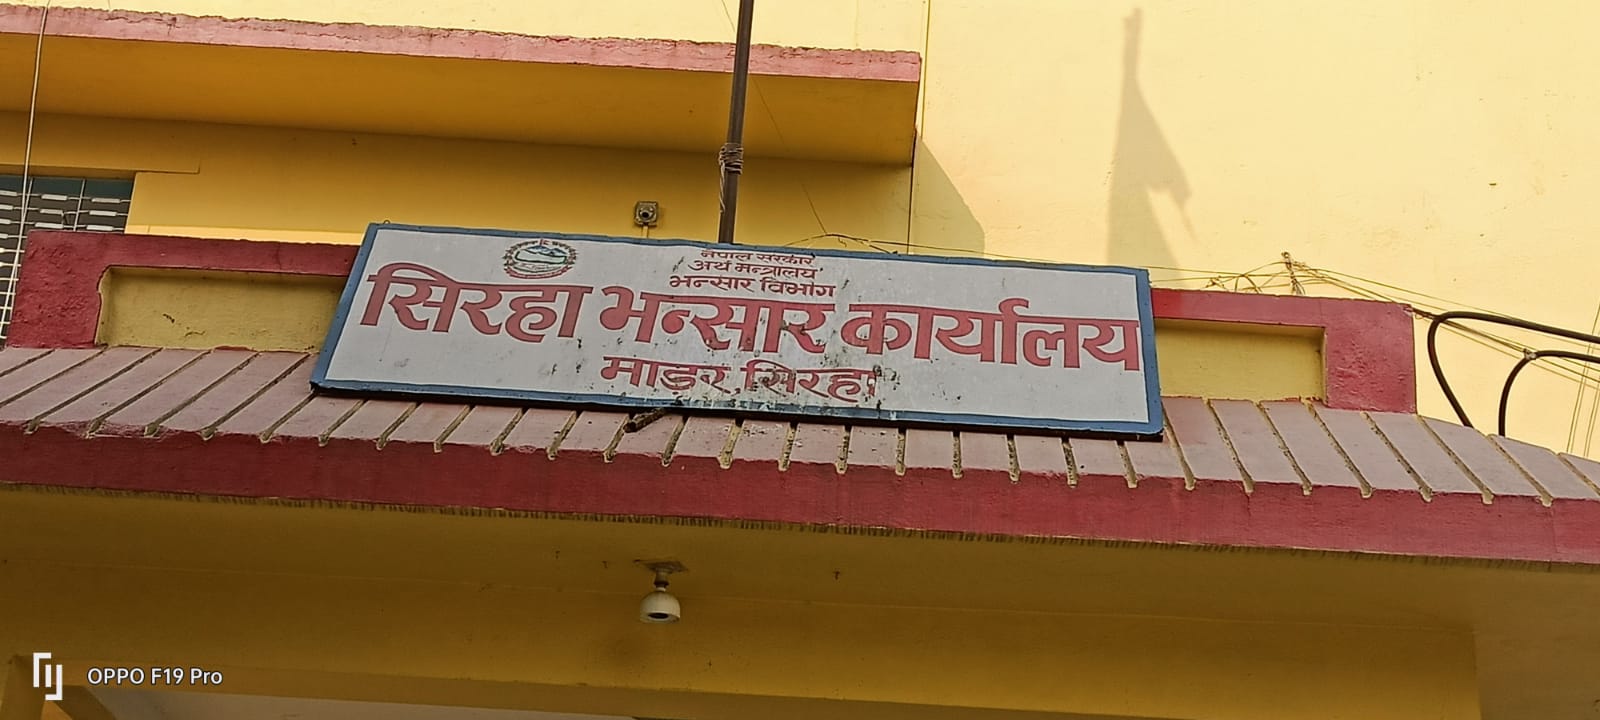 नेपाल सरकार
अर्थ मन्त्रालय
भन्सार विभाग
सिरहा भन्सार कार्यालय
माडर, सिरहा
OPPO F19 Pro